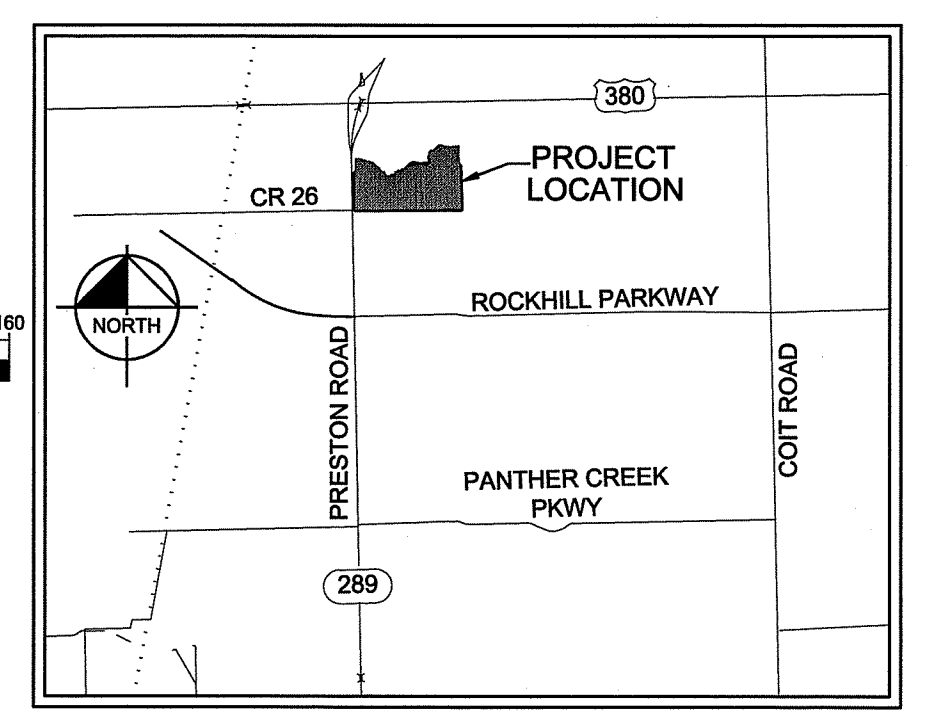 380
PROJECT
LOCATION
CR 26
160
NORTH
ROCKHILL PARKWAY
PRESTON ROAD
COIT ROAD
PANTHER CREEK
PKWY
289